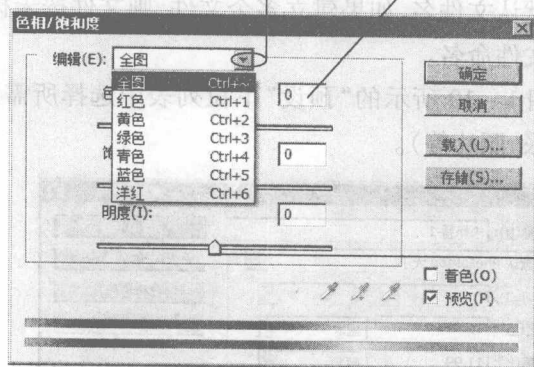 色相/饱和度
编辑(E): 全图
全图 Ctrl+~
红色 Ctrl+1
黄色 Ctrl+2
绿色 Ctrl+3
青色 Ctrl+4
蓝色 Ctrl+5
洋红 Ctrl+6
色
0
饱
0
明度(I):
0
确定
取消
载入(L)...
存储(S)...
着色(O)
预览(P)